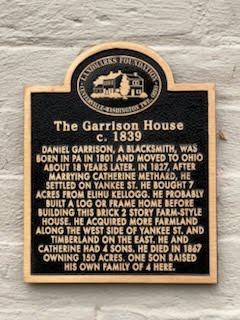 LANDMARKS FOUNDATION
CENTERVILLE-WASHINGTON TWP. OHIO
The Garrison House
c. 1839
DANIEL GARRISON, A BLACKSMITH, WAS
BORN IN PA IN 1801 AND MOVED TO OHIO
ABOUT 18 YEARS LATER. IN 1827, AFTER
MARRYING CATHERINE METHARD, HE
SETTLED ON YANKEE ST. HE BOUGHT 7
ACRES FROM ELIHU KELLOGG. HE PROBABLY
BUILT A LOG OR FRAME HOME BEFORE
BUILDING THIS BRICK 2 STORY FARM-STYLE
HOUSE. HE ACQUIRED MORE FARMLAND
ALONG THE WEST SIDE OF YANKEE ST. AND
TIMBERLAND ON THE EAST. HE AND
CATHERINE HAD 4 SONS. HE DIED IN 1867
OWNING 150 ACRES. ONE SON RAISED
HIS OWN FAMILY OF 4 HERE.